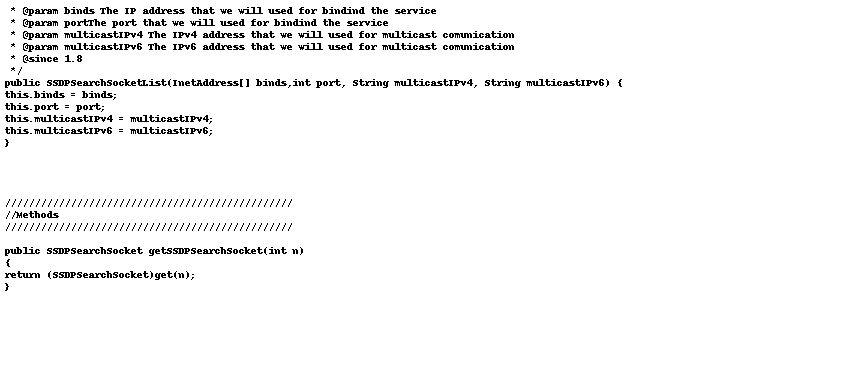 * @param binds The IP address that we will used for bindind the service
* @param portThe port that we will used for bindind the service
* @param multicastIPv4 The IPv4 address that we will used for multicast comunication
* @param multicastIPv6 The IPv6 address that we will used for multicast comunication
* @since 1.8
*/
public SSDPSearchSocketList(InetAddress[] binds,int port, String multicastIPv4, String multicastIPv6) {
this.binds = binds;
this.port = port;
this.multicastIPv4 = multicastIPv4;
this.multicastIPv6 = multicastIPv6;
}
////////////////////////////////////////////////
//Methods
////////////////////////////////////////////////
public SSDPSearchSocket getSSDPSearchSocket(int n)
{
return (SSDPSearchSocket)get(n);
}